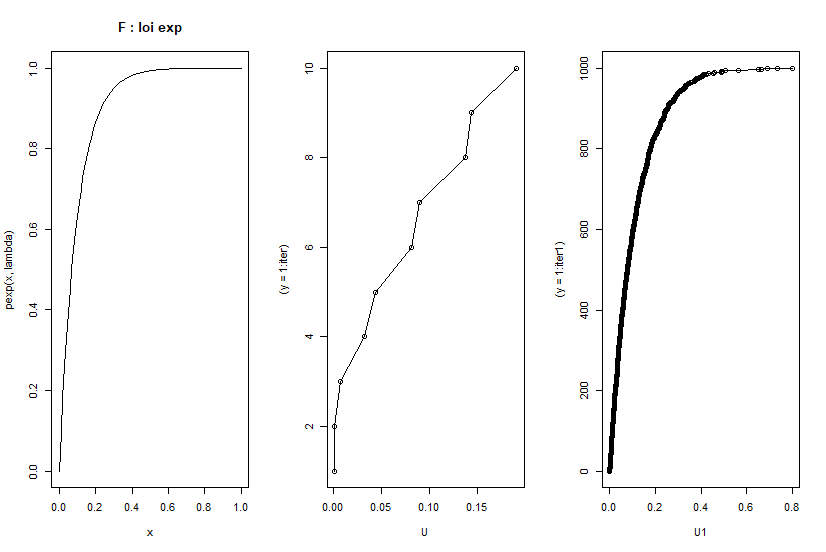 F : loi exp
pexp(x, lambda)
0.0 0.2 0.4 0.6 0.8 1.0
0.0 0.2 0.4 0.6 0.8 1.0
x
(y = 1:iter)
2 4 6 8 10
0.00 0.05 0.10 0.15
U
(y = 1:iter1)
0 200 400 600 800 1000
0.0 0.2 0.4 0.6 0.8
U1